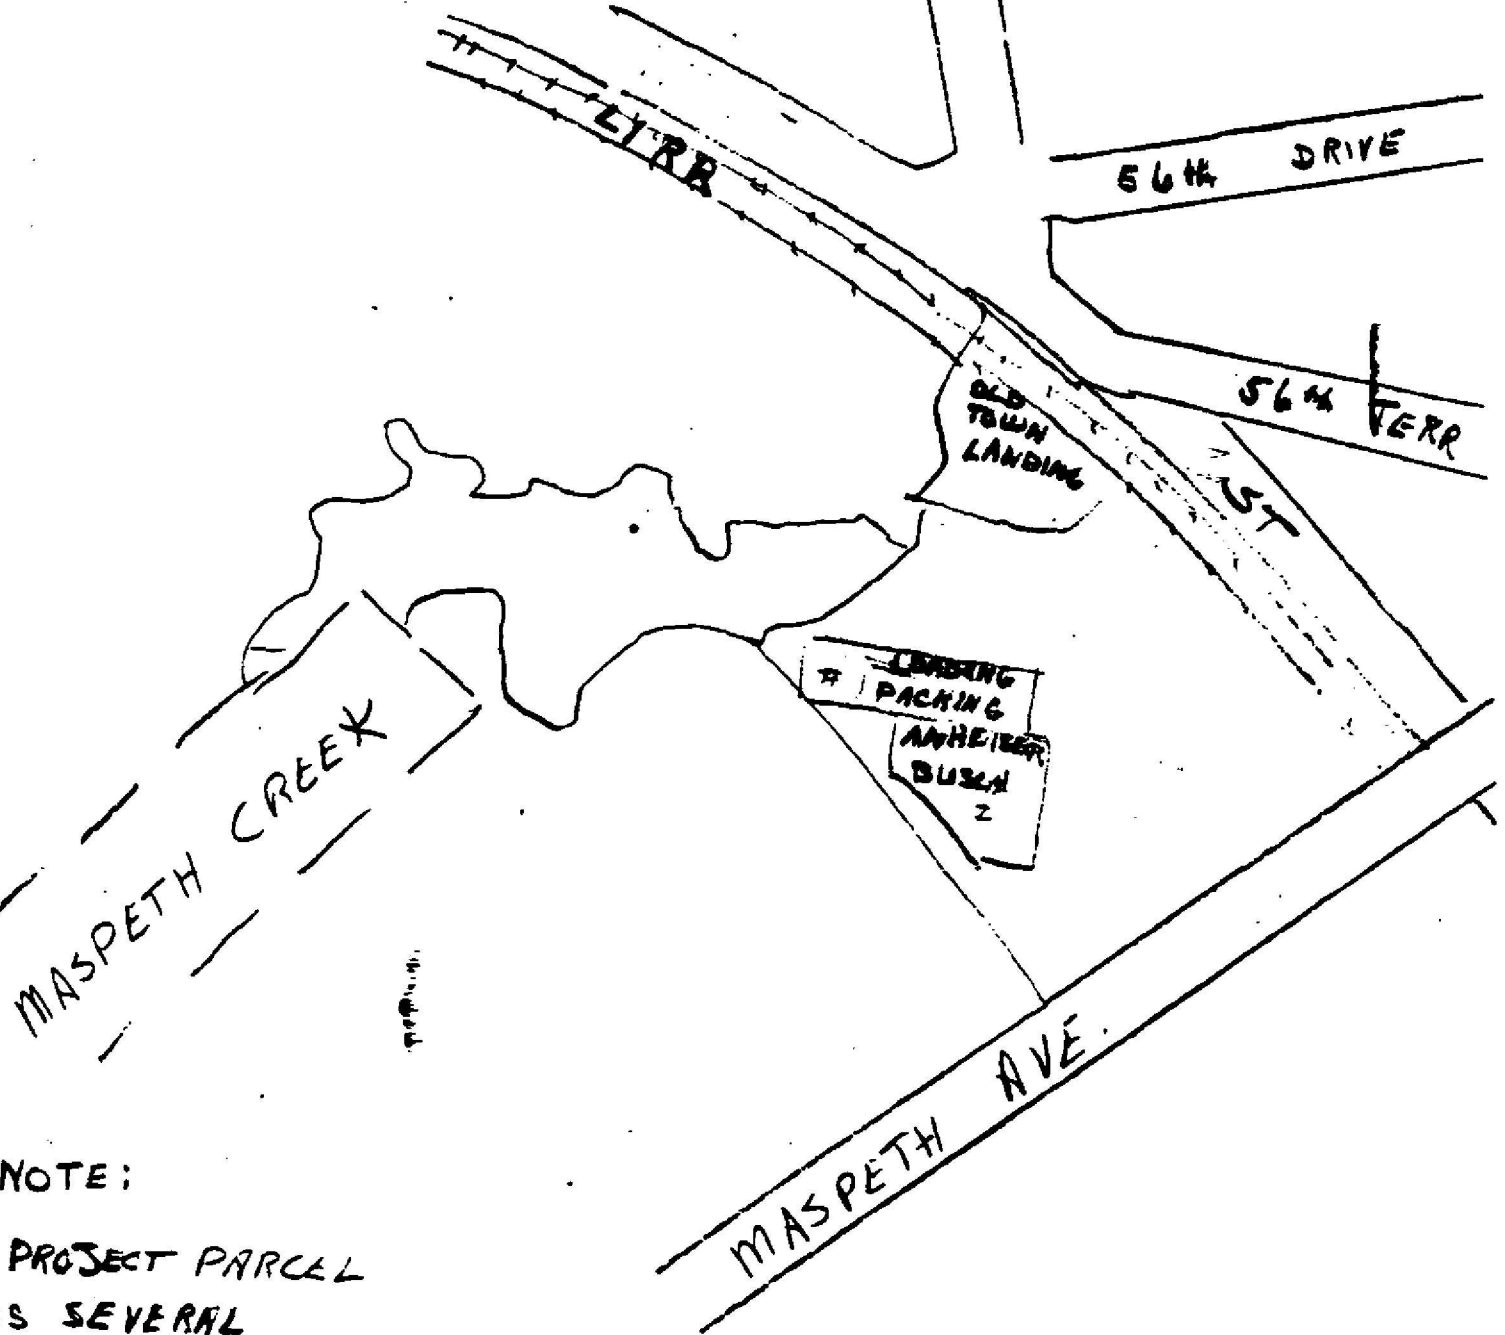 LIRR
56th DRIVE
56th TERR
OLD
TOWN
LANDING
ST
LOADING
PACKING
ANHEISER
BUSCH
MASPETH CREEK
MASPETH AVE.
NOTE:
PROJECT PARCEL
S SEVERAL